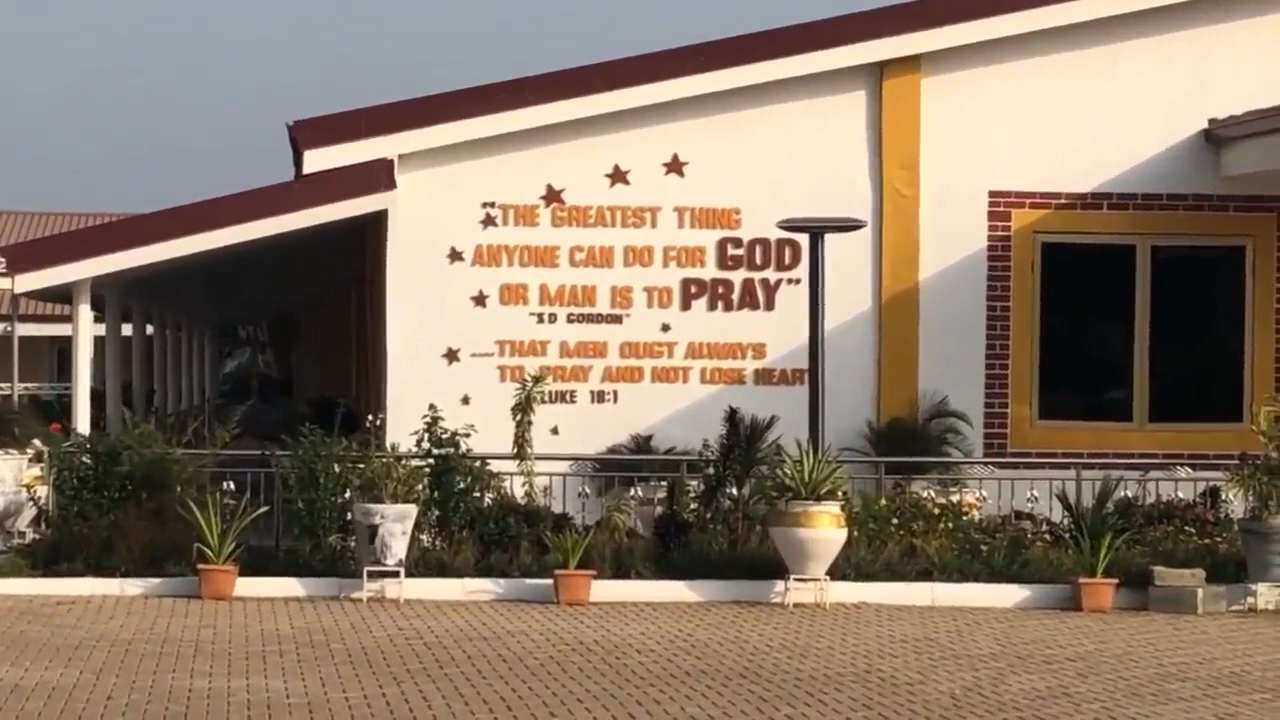 "THE GREATEST THING
ANYONE CAN DO FOR GOD
OR MAN IS TO PRAY"
"S D GORDON"
....THAT MEN OUGT ALWAYS
TO PRAY AND NOT LOSE HEART
LUKE 18:1